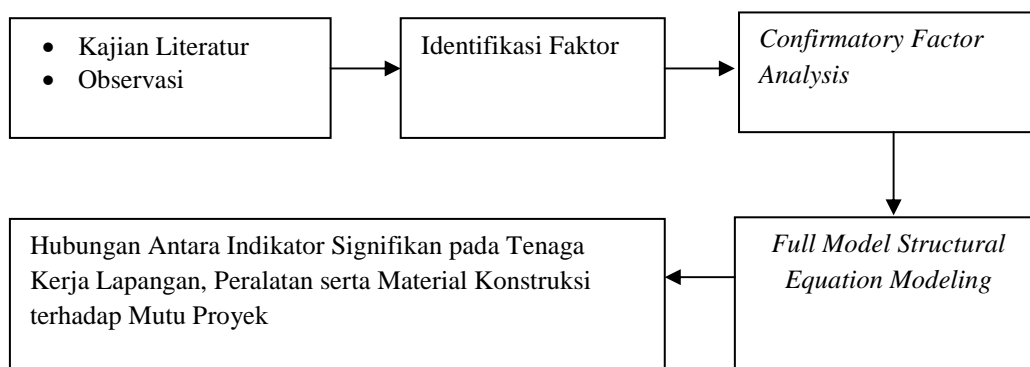 • Kajian Literatur
• Observasi
Identifikasi Faktor
Confirmatory Factor
Analysis
Full Model Structural
Equation Modeling
Hubungan Antara Indikator Signifikan pada Tenaga
Kerja Lapangan, Peralatan serta Material Konstruksi
terhadap Mutu Proyek